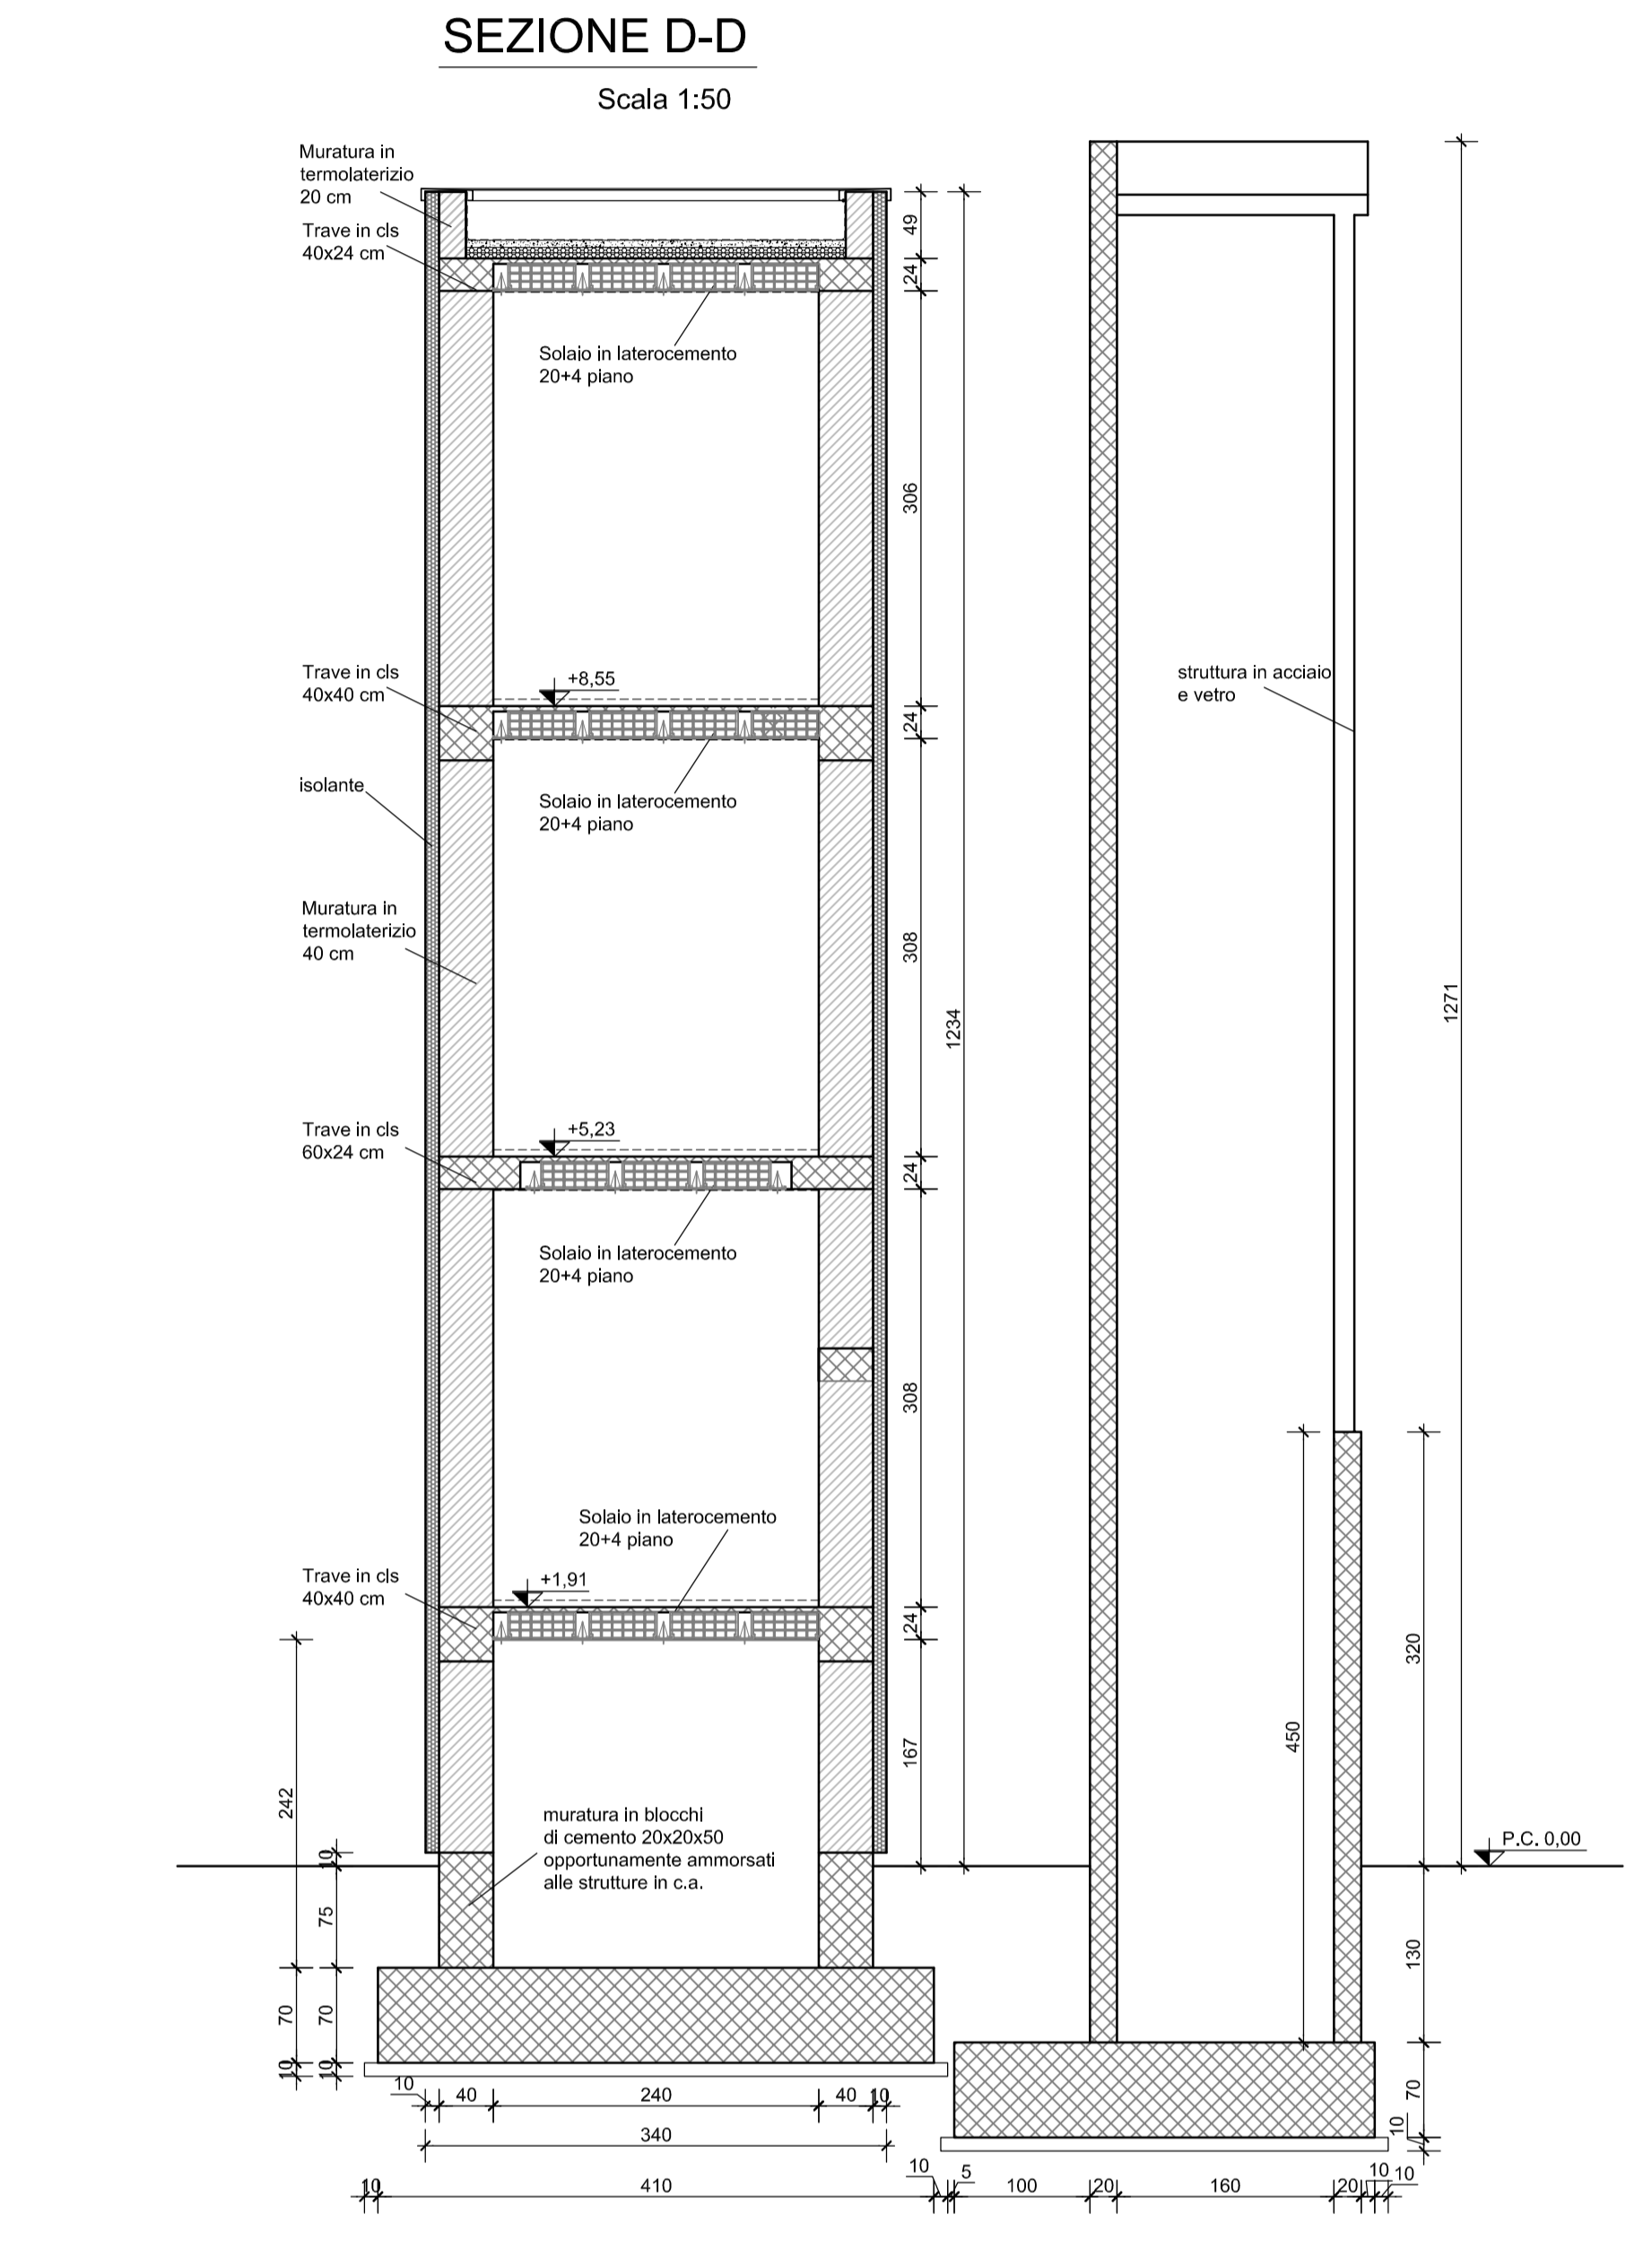 SEZIONE D-D
Scala 1:50
Muratura in
termolaterizio
20 cm
Trave in cls
40x24 cm
49
24
Solaio in laterocemento
20+4 piano
306
Trave in cls
40x40 cm
+8,55
24
struttura in acciaio
e vetro
isolante
Solaio in laterocemento
20+4 piano
Muratura in
termolaterizio
40 cm
308
1234
1271
Trave in cls
60x24 cm
+5,23
24
Solaio in laterocemento
20+4 piano
308
Solaio in laterocemento
20+4 piano
Trave in cls
40x40 cm
+1,91
24
320
450
167
242
muratura in blocchi
di cemento 20x20x50
opportunamente ammorsati
alle strutture in c.a.
P.C. 0,00
10
75
130
70
70
10
10
10
40
240
40
10
70
10
340
10
410
10
5
100
20
160
20
10
10